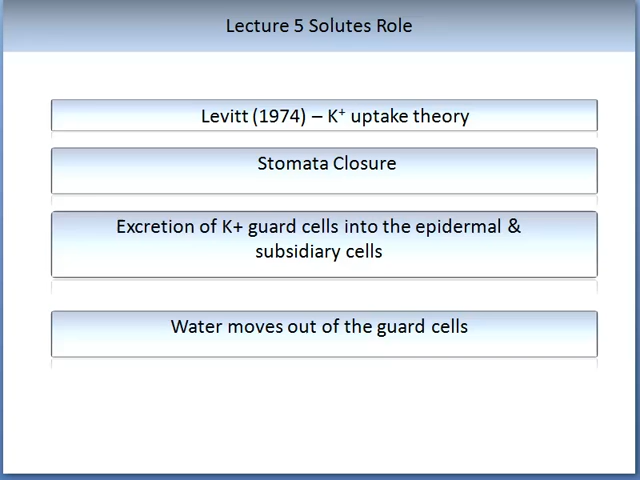 Lecture 5 Solutes Role
Levitt (1974) – K⁺ uptake theory
Stomata Closure
Excretion of K+ guard cells into the epidermal &
subsidiary cells
Water moves out of the guard cells